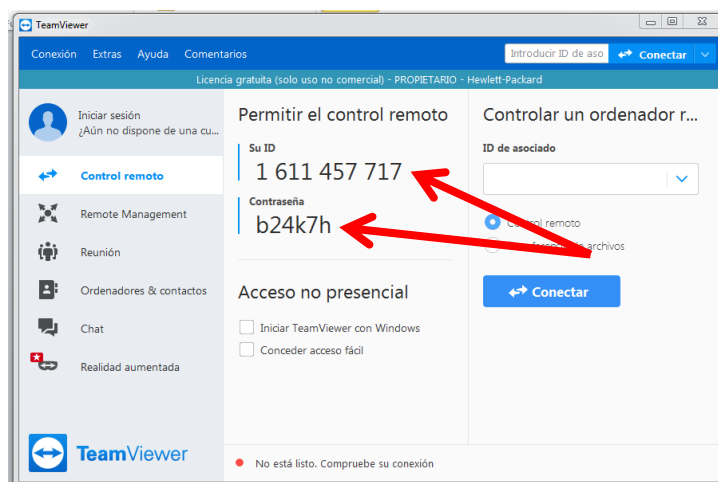 TeamViewer
Conexión Extras Ayuda Comentarios
Introducir ID de aso
Conectar
Licencia gratuita (solo uso no comercial) - PROPIETARIO - Hewlett-Packard
Iniciar sesión
¿Aún no dispone de una cu...
Control remoto
Remote Management
Reunión
Ordenadores & contactos
Chat
Realidad aumentada
TeamViewer
Permitir el control remoto
Su ID
1 611 457 717
Contraseña
b24k7h
Acceso no presencial
Iniciar TeamViewer con Windows
Conceder acceso fácil
Controlar un ordenador r...
ID de asociado
remoto
archivos
Conectar
No está listo. Compruebe su conexión